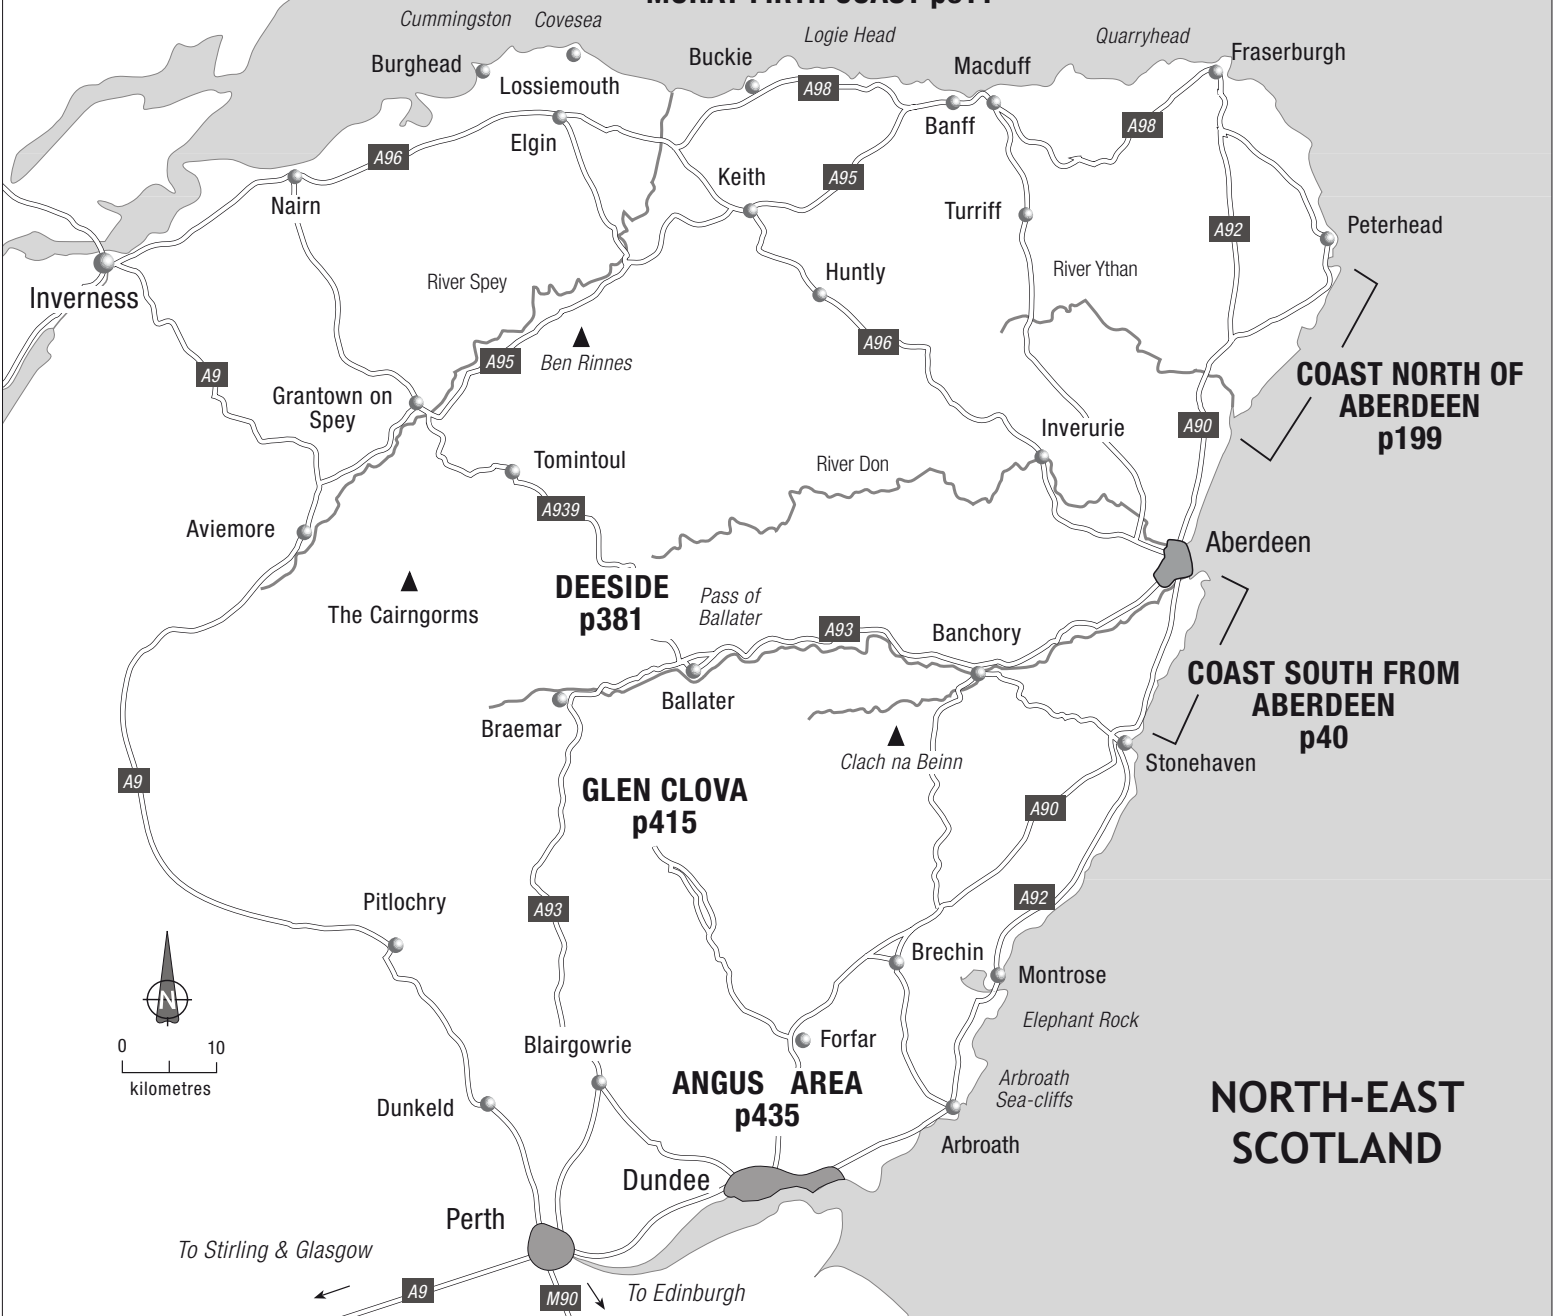 Cummingston
Covesea
Logie Head
Quarryhead
Burghead
Lossiemouth
Buckie
A98
Macduff
Fraserburgh
Elgin
Banff
A98
A96
Keith
A95
Nairn
Turriff
A92
Peterhead
River Spey
Huntly
River Ythan
Inverness
A96
A9
A95
Ben Rinnes
COAST NORTH OF
ABERDEEN
p199
Grantown on
Spey
A90
Inverurie
Tomintoul
River Don
A939
Aviemore
Aberdeen
The Cairngorms
DEESIDE
p381
Pass of
Ballater
A93
Banchory
COAST SOUTH FROM
ABERDEEN
p40
Ballater
Braemar
Clach na Beinn
Stonehaven
A9
GLEN CLOVA
p415
A90
Pitlochry
A93
A92
Brechin
Montrose
N
Elephant Rock
0 10
kilometres
Blairgowrie
Forfar
ANGUS AREA
p435
Arbroath
Sea-cliffs
Dunkeld
NORTH-EAST
SCOTLAND
Arbroath
Dundee
Perth
To Stirling & Glasgow
A9
M90
To Edinburgh